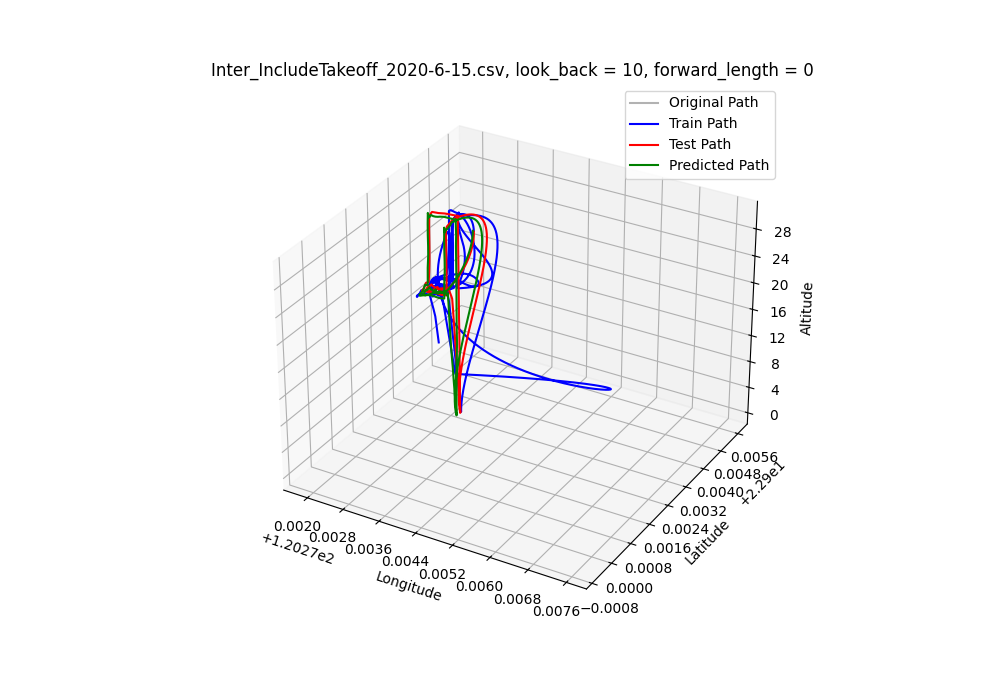 Inter_IncludeTakeoff_2020-6-15.csv, look_back = 10, forward_length = 0
Original Path
Train Path
Test Path
Predicted Path
28
24
20
16
12
8
4
0
Altitude
0.0056
0.0048
0.0040
0.0032
0.0024
0.0016
0.0008
0.0000
−0.0008
+2.29e1
Latitude
0.0020
0.0028
0.0036
0.0044
0.0052
0.0060
0.0068
0.0076
+1.2027e2
Longitude